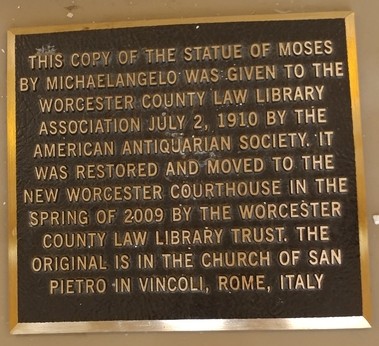 THIS COPY OF THE STATUE OF MOSES
BY MICHAELANGELO WAS GIVEN TO THE
WORCESTER COUNTY LAW LIBRARY
ASSOCIATION JULY 2, 1910 BY THE
AMERICAN ANTIQUARIAN SOCIETY. IT
WAS RESTORED AND MOVED TO THE
NEW WORCESTER COURTHOUSE IN THE
SPRING OF 2009 BY THE WORCESTER
COUNTY LAW LIBRARY TRUST. THE
ORIGINAL IS IN THE CHURCH OF SAN
PIETRO IN VINCOLI, ROME, ITALY